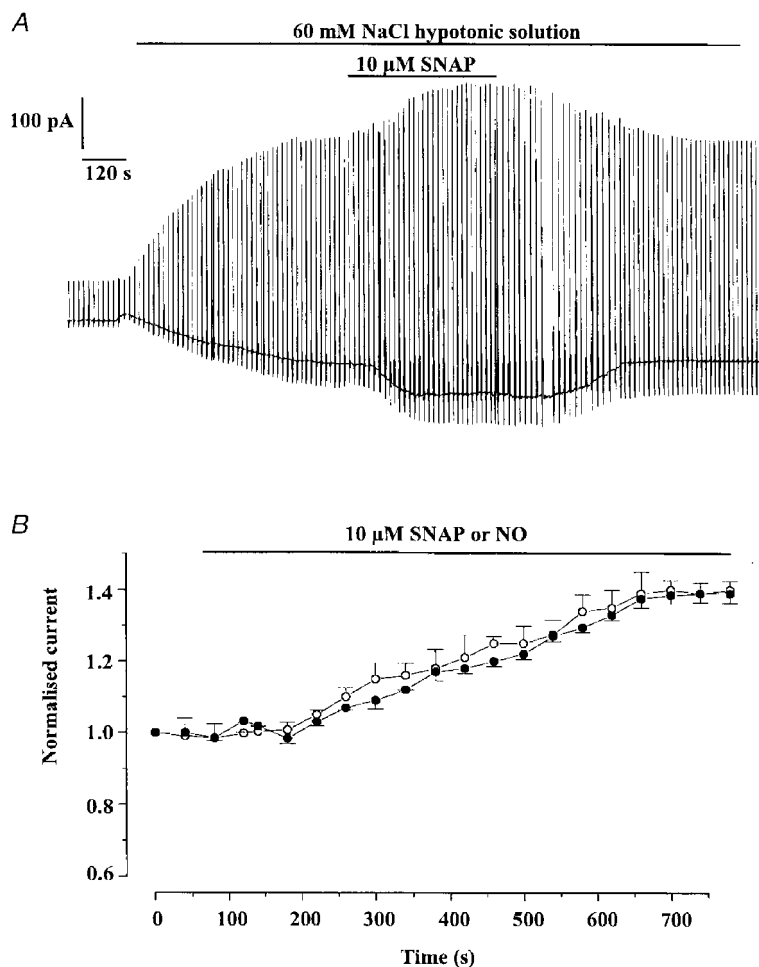 A
60 mM NaCl hypotonic solution
10 µM SNAP
100 pA
120 s
B
10 µM SNAP or NO
Normalised current
1.4
1.2
1.0
0.8
0.6
0 100 200 300 400 500 600 700
Time (s)